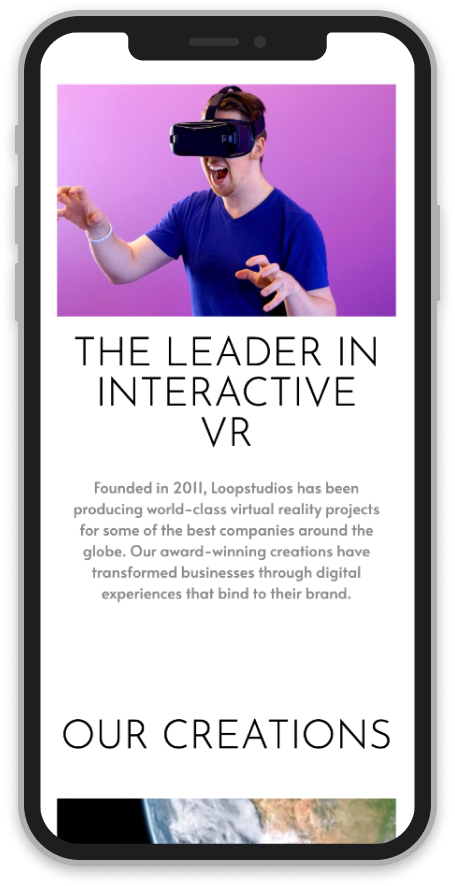 THE LEADER IN
INTERACTIVE
VR
Founded in 2011, Loopstudios has been
producing world-class virtual reality projects
for some of the best companies around the
globe. Our award-winning creations have
transformed businesses through digital
experiences that bind to their brand.
OUR CREATIONS